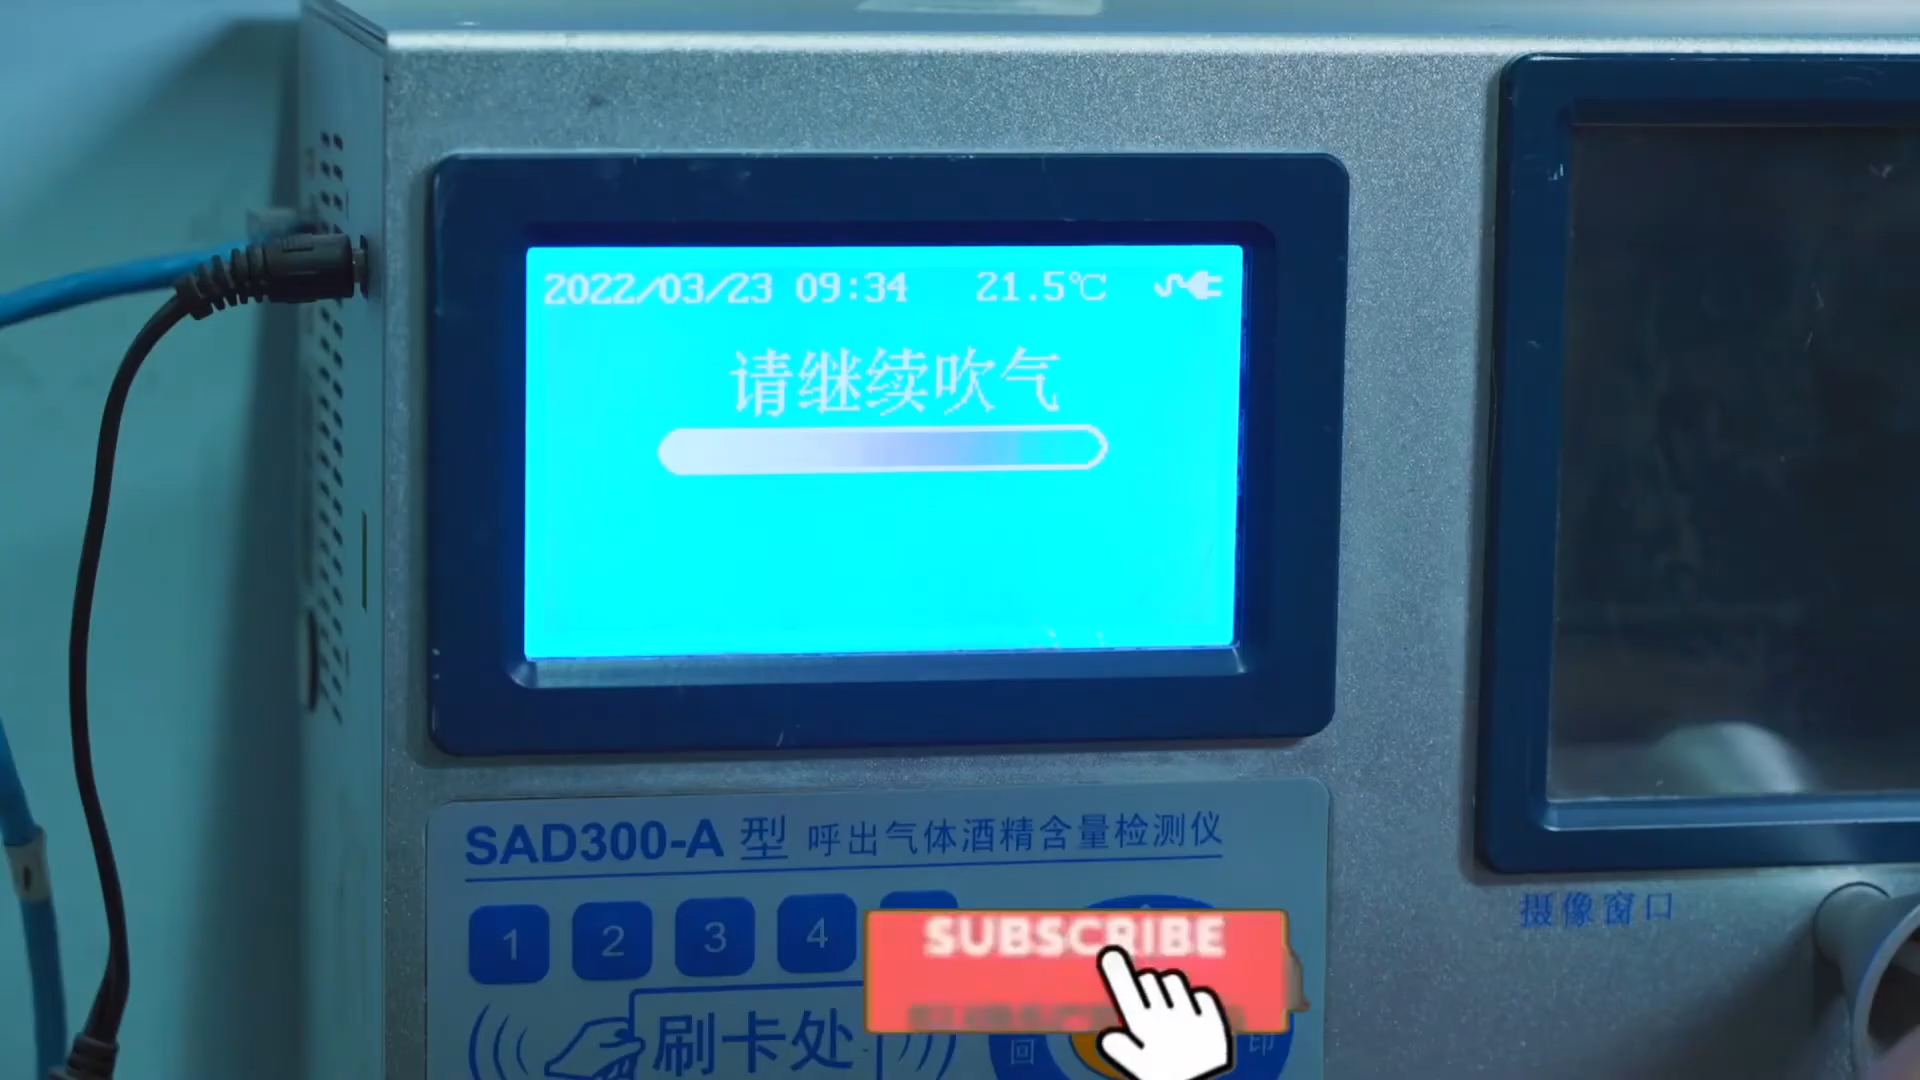 2022/03/23 09:34 21.5℃
请继续吹气
SAD300-A 型 呼出气体酒精含量检测仪
1 2 3 4
SUBSCRIBE
摄像窗口
刷卡处
回
印